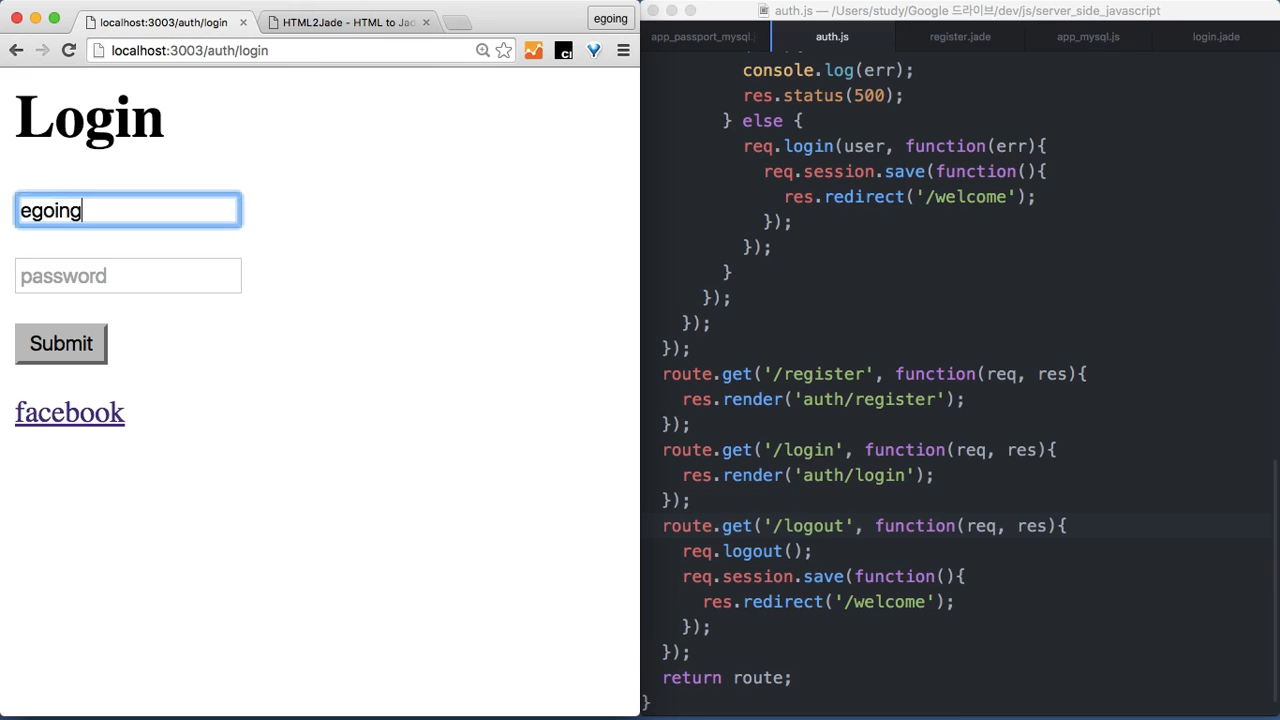 localhost:3003/auth/login
HTML2Jade - HTML to Jad
egoing
localhost:3003/auth/login
Login
egoing
password
Submit
facebook
auth.js — /Users/study/Google 드라이브/dev/js/server_side_javascript
app_passport_mysql.j
auth.js
register.jade
app_mysql.js
login.jade
console.log(err);
res.status(500);
} else {
req.login(user, function(err){
req.session.save(function(){
res.redirect('/welcome');
});
});
}
});
});
});
route.get('/register', function(req, res){
res.render('auth/register');
});
route.get('/login', function(req, res){
res.render('auth/login');
});
route.get('/logout', function(req, res){
req.logout();
req.session.save(function(){
res.redirect('/welcome');
});
});
return route;
}